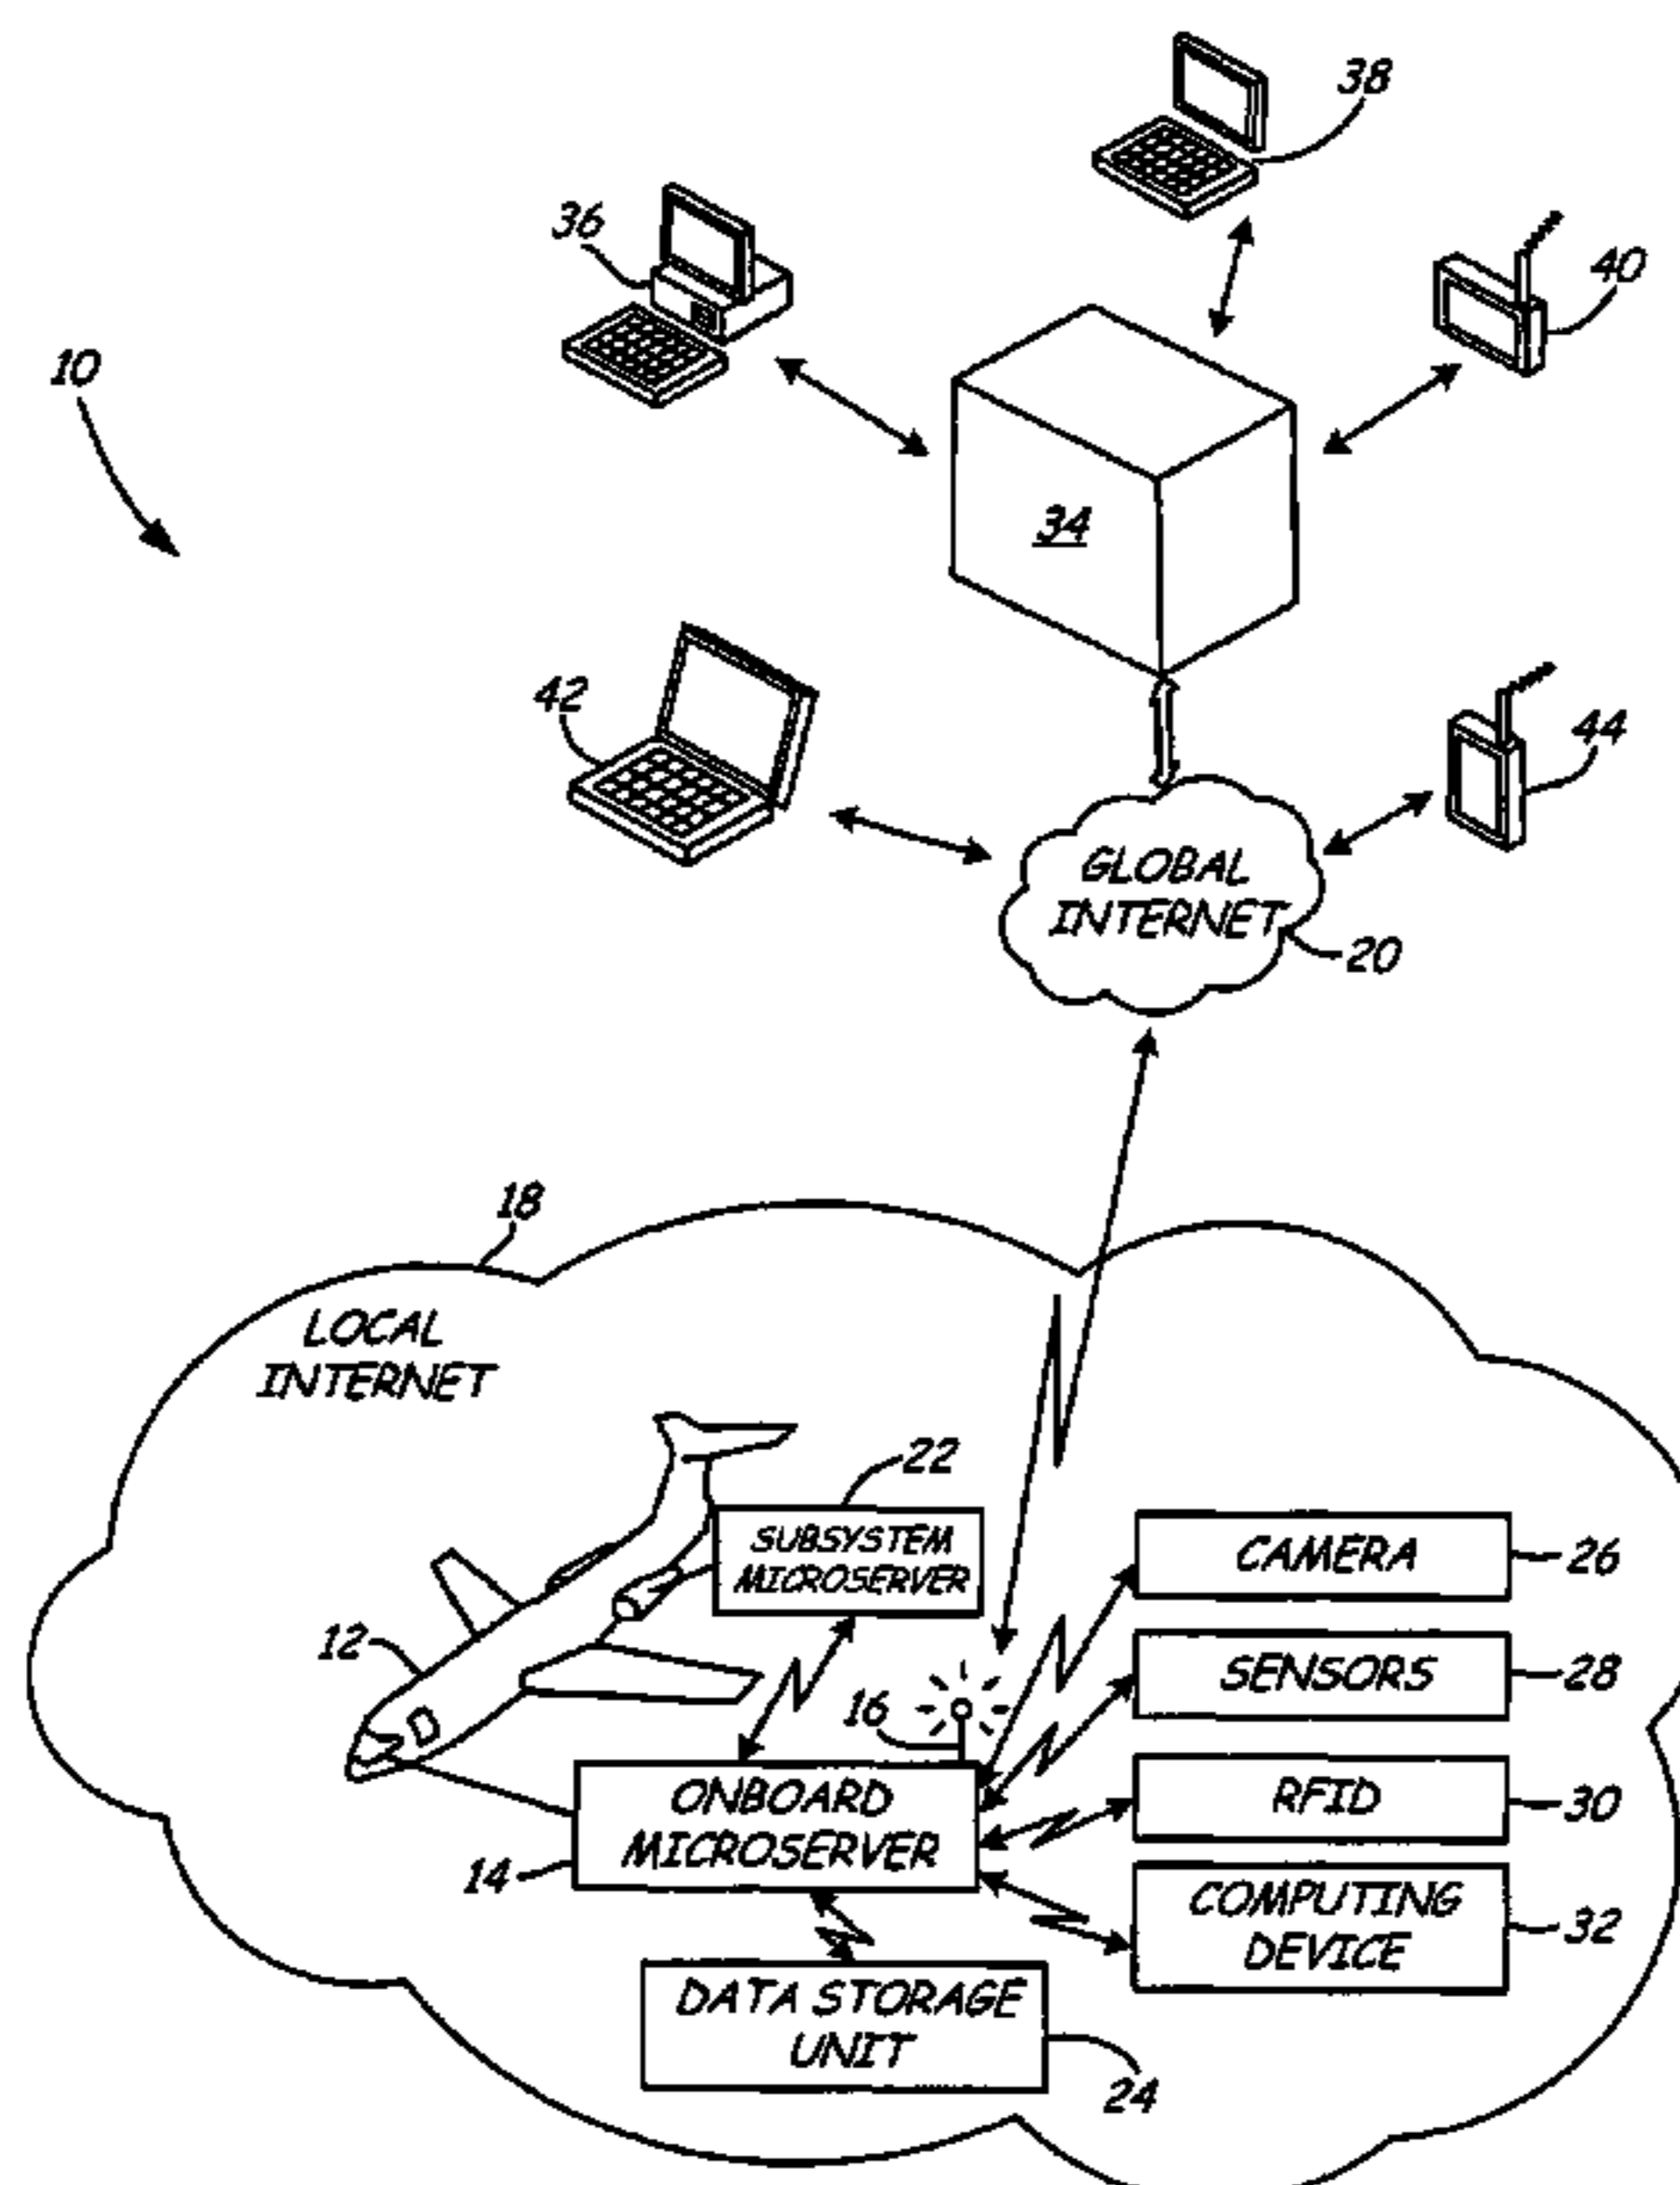 38
36
40
10
34
42
44
GLOBAL
INTERNET
20
18
LOCAL
INTERNET
22
SUBSYSTEM
MICROSERVER
CAMERA
26
12
SENSORS
28
16
ONBOARD
MICROSERVER
14
RFID
30
COMPUTING
DEVICE
32
DATA STORAGE
UNIT
24